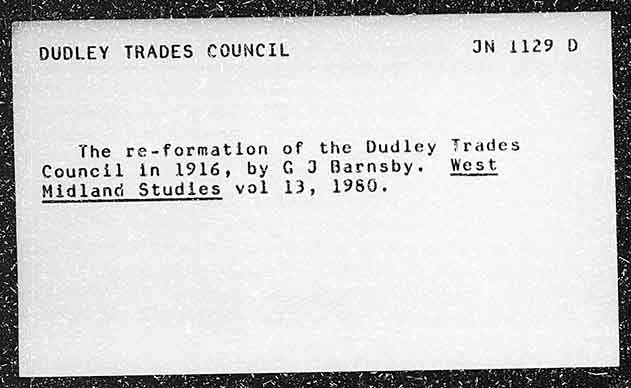 DUDLEY TRADES COUNCIL JN 1129 D
The re-formation of the Dudley Trades
Council in 1916, by G J Barnsby. West
Midland Studies vol 13, 1980.